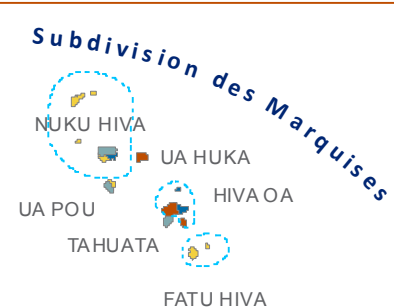 Subdivision des Marquises
NUKU HIVA
UA HUKA
HIVA OA
UA POU
TAHUATA
FATU HIVA